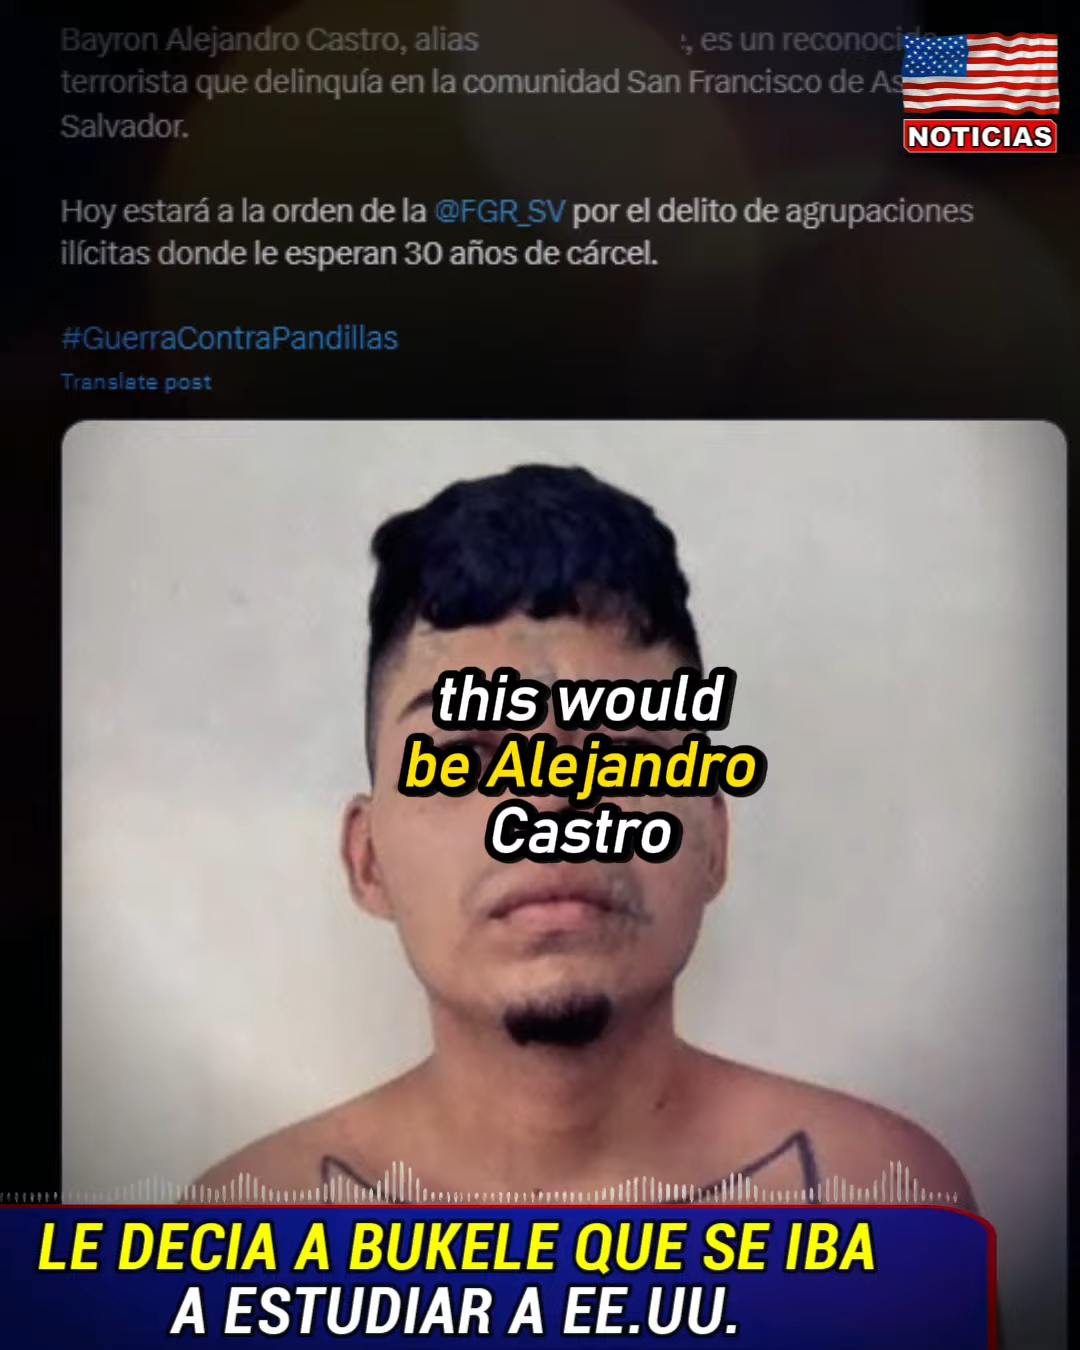 Bayron Alejandro Castro, alias , es un reconocido
terrorista que delinquía en la comunidad San Francisco de As
Salvador.
NOTICIAS
Hoy estará a la orden de la @FGR_SV por el delito de agrupaciones
ilícitas donde le esperan 30 años de cárcel.
#GuerraContraPandillas
Translate post
this would
be Alejandro
Castro
LE DECIA A BUKELE QUE SE IBA
A ESTUDIAR A EE.UU.